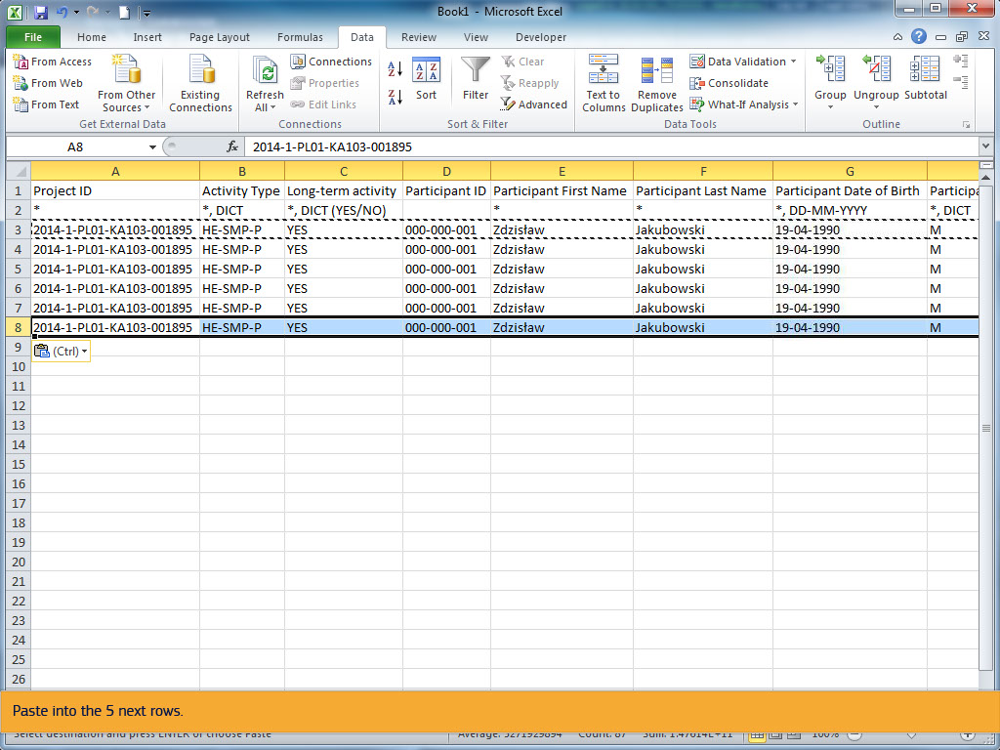 Book1 - Microsoft Excel
File Home Insert Page Layout Formulas Data Review View Developer
From Access
From Web
From Text
From Other Sources
Existing Connections
Get External Data
Refresh All
Connections
Properties
Edit Links
Connections
Sort
Filter
Clear
Reapply
Advanced
Sort & Filter
Text to Columns
Remove Duplicates
Data Validation
Consolidate
What-If Analysis
Data Tools
Group
Ungroup
Subtotal
Outline
A8 fx 2014-1-PL01-KA103-001895
A B C D E F G
1 Project ID Activity Type Long-term activity Participant ID Participant First Name Participant Last Name Participant Date of Birth Participa
2 * *, DICT *, DICT (YES/NO) * * *, DD-MM-YYYY *, DICT
3 2014-1-PL01-KA103-001895 HE-SMP-P YES 000-000-001 Zdzisław Jakubowski 19-04-1990 M
4 2014-1-PL01-KA103-001895 HE-SMP-P YES 000-000-001 Zdzisław Jakubowski 19-04-1990 M
5 2014-1-PL01-KA103-001895 HE-SMP-P YES 000-000-001 Zdzisław Jakubowski 19-04-1990 M
6 2014-1-PL01-KA103-001895 HE-SMP-P YES 000-000-001 Zdzisław Jakubowski 19-04-1990 M
7 2014-1-PL01-KA103-001895 HE-SMP-P YES 000-000-001 Zdzisław Jakubowski 19-04-1990 M
8 2014-1-PL01-KA103-001895 HE-SMP-P YES 000-000-001 Zdzisław Jakubowski 19-04-1990 M
9 (Ctrl)
10
11
12
13
14
15
16
17
18
19
20
21
22
23
24
25
26
Paste into the 5 next rows.
Select destination and press ENTER or choose Paste Average: 5271929894 Count: 87 Sum: 1.47614E+11 100%